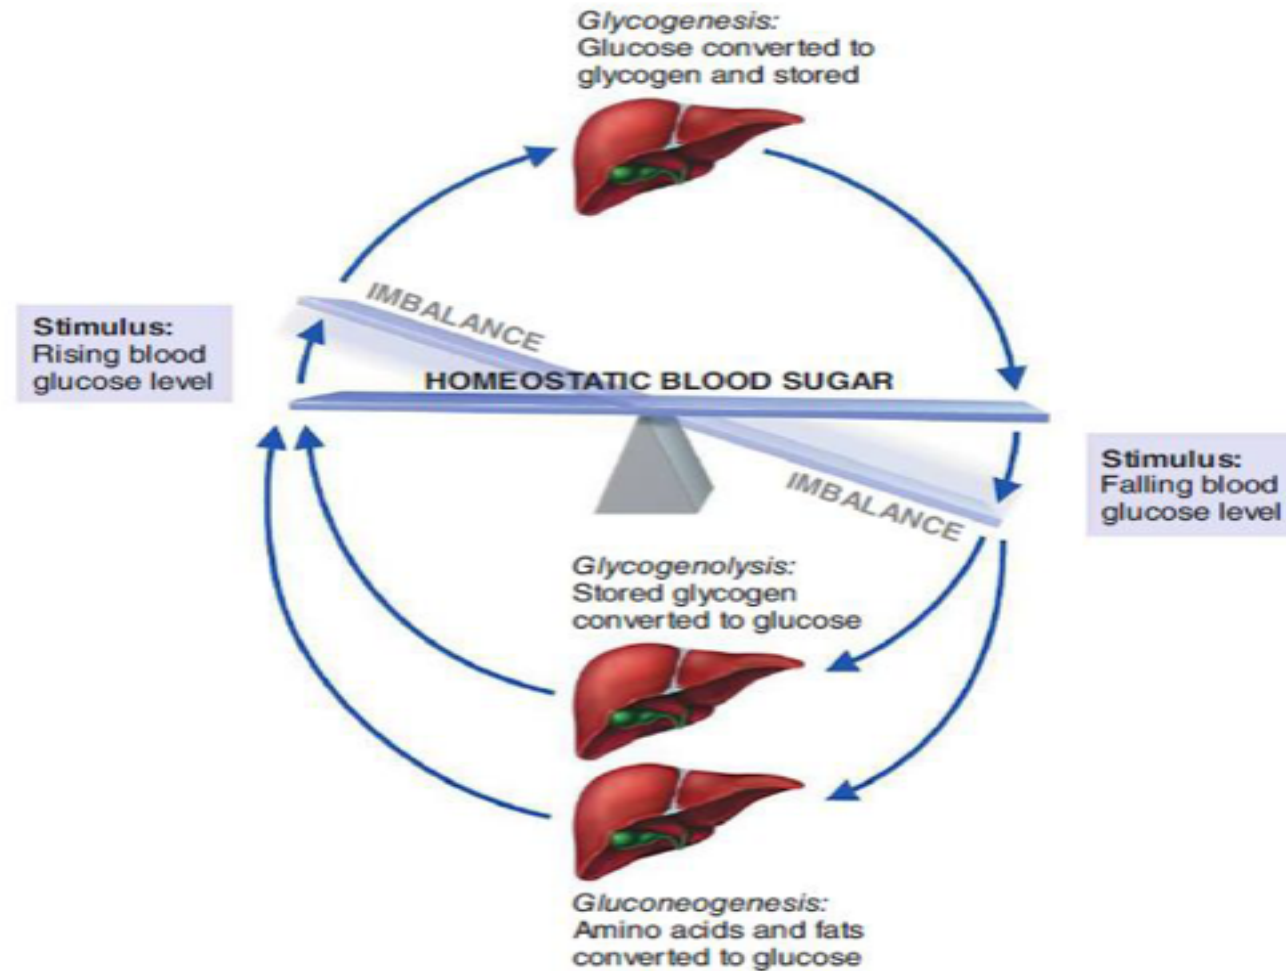 Glycogenesis:
Glucose converted to
glycogen and stored
IMBALANCE
Stimulus:
Rising blood
glucose level
HOMEOSTATIC BLOOD SUGAR
IMBALANCE
Stimulus:
Falling blood
glucose level
Glycogenolysis:
Stored glycogen
converted to glucose
Gluconeogenesis:
Amino acids and fats
converted to glucose